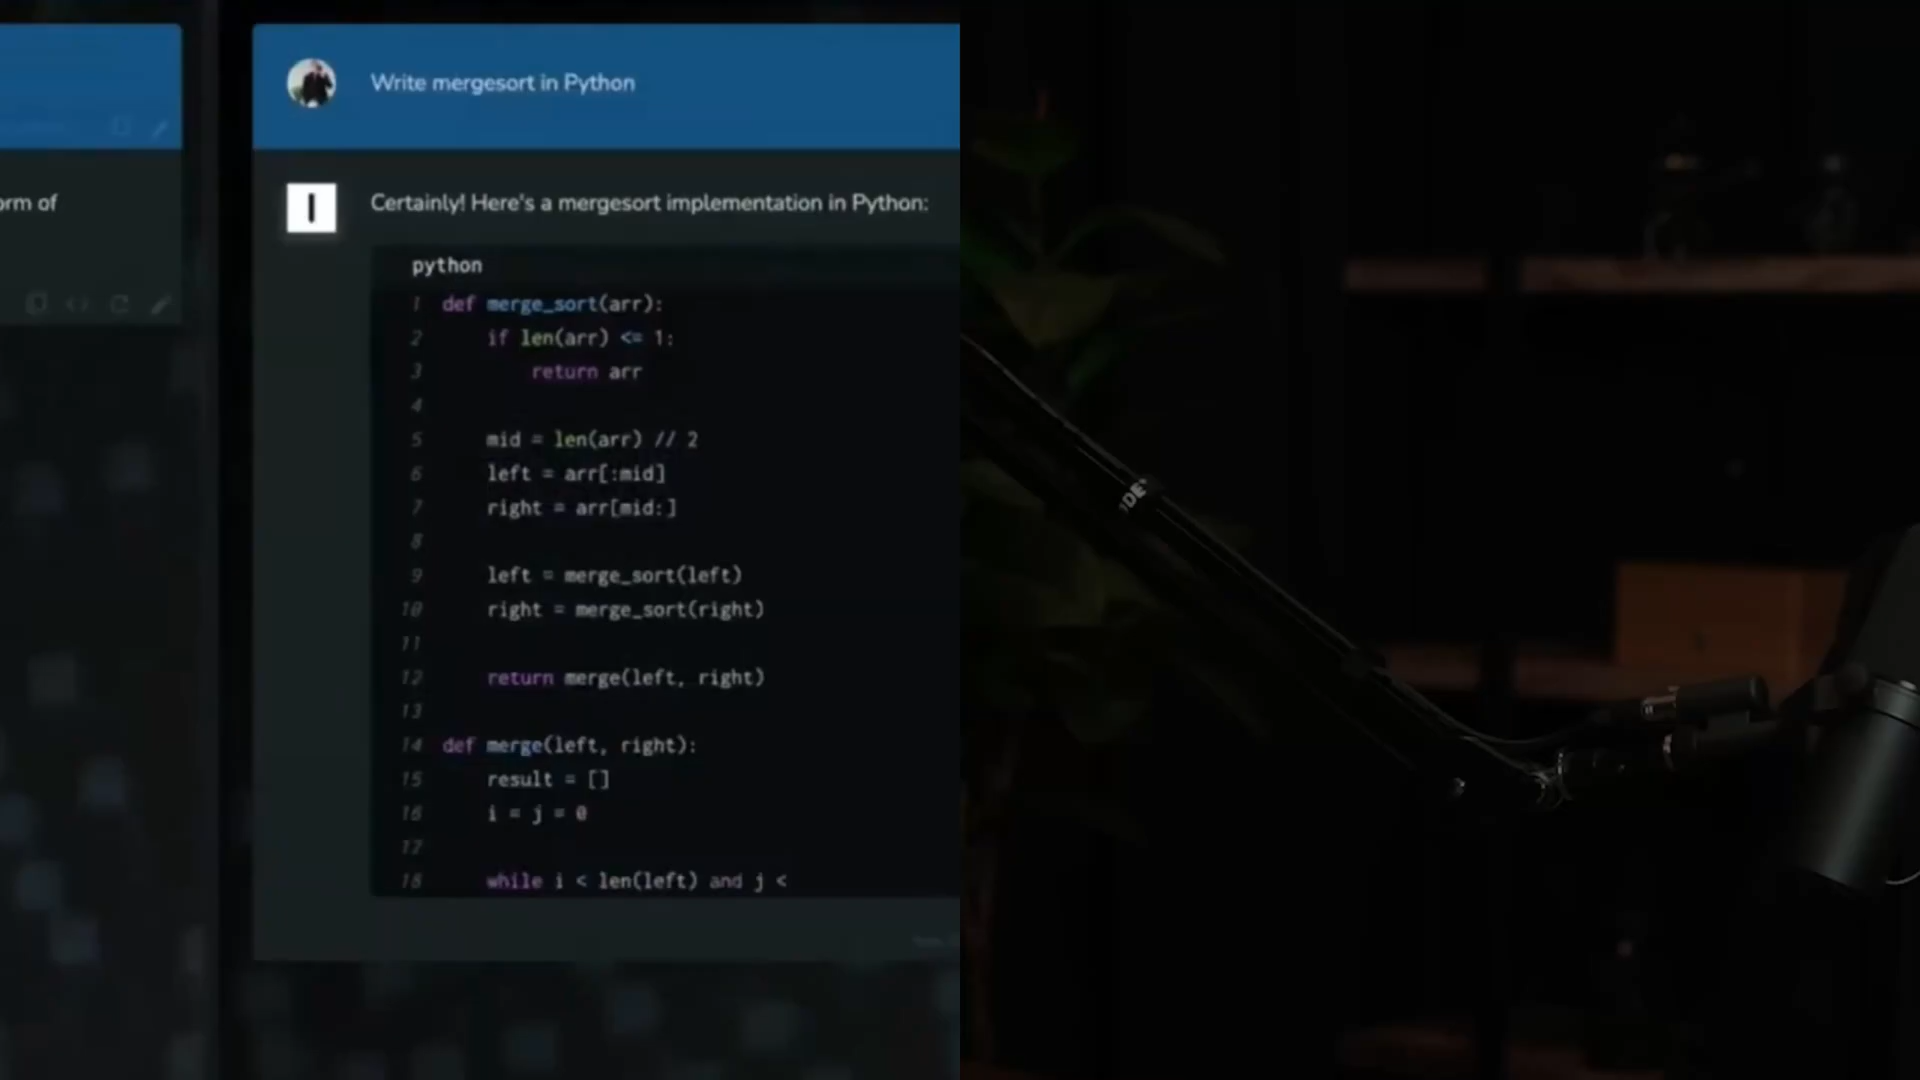 Write mergesort in Python
orm of
Certainly! Here's a mergesort implementation in Python:
python
1 def merge_sort(arr):
2 if len(arr) <= 1:
3 return arr
4
5 mid = len(arr) // 2
6 left = arr[:mid]
7 right = arr[mid:]
8
9 left = merge_sort(left)
10 right = merge_sort(right)
11
12 return merge(left, right)
13
14 def merge(left, right):
15 result = []
16 i = j = 0
17
18 while i < len(left) and j <